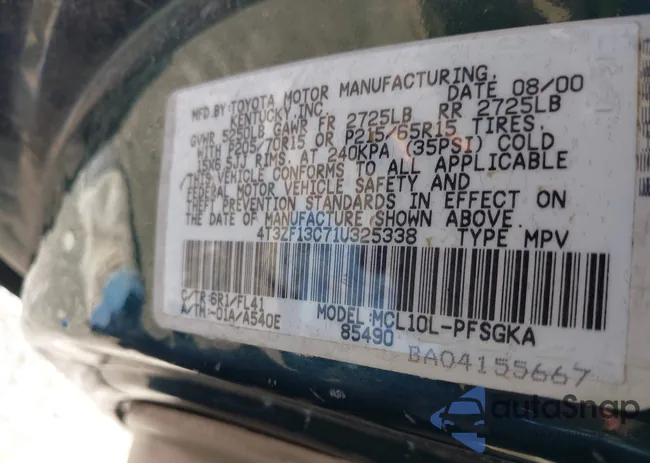 MFD. BY TOYOTA MOTOR MANUFACTURING,
KENTUCKY, INC. DATE 08/00
GVWR 5250LB GAWR FR 2725LB RR 2725LB
WITH P205/70R15 or P215/65R15 TIRES,
15X6.5JJ RIMS, AT 240KPA (35PSI) COLD
THIS VEHICLE CONFORMS TO ALL APPLICABLE
FEDERAL MOTOR VEHICLE SAFETY AND
THEFT PREVENTION STANDARDS IN EFFECT ON
THE DATE OF MANUFACTURE SHOWN ABOVE.
4T3ZF13C71U325338 TYPE MPV
C/TR:6R1/FL41
A/TM:-01A/A540E
MODEL:MCL10L-PFSGKA
85490
BA04155667
autoSnap